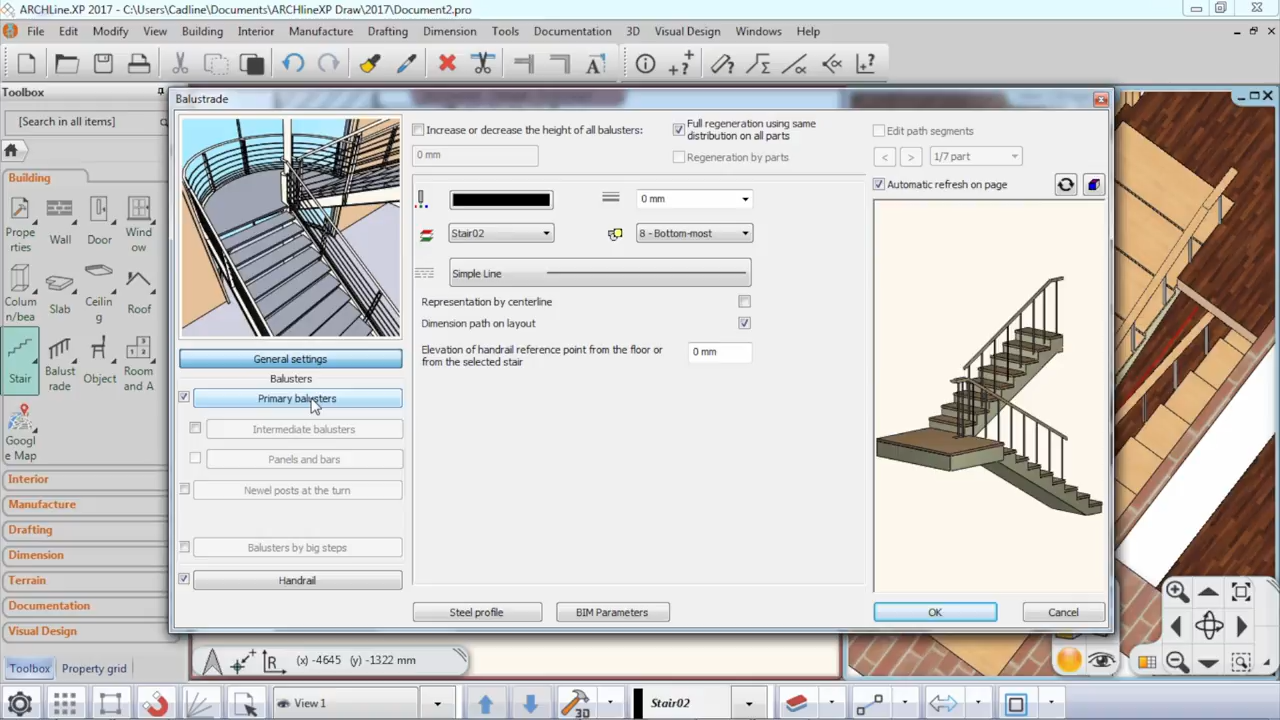 ARCHLine.XP 2017 - C:\Users\Cadline\Documents\ARCHlineXP Draw\2017\Document2.pro
File Edit Modify View Building Interior Manufacture Drafting Dimension Tools Documentation 3D Visual Design Windows Help
Toolbox
[Search in all items]
Building
Prope
rties
Wall
Door
Wind
ow
Colum
n/bea
Slab
Ceilin
g
Roof
Stair
Balust
rade
Object
Room
and A
Googl
e Map
Interior
Manufacture
Drafting
Dimension
Terrain
Documentation
Visual Design
Toolbox
Property grid
Balustrade
General settings
Balusters
Primary balusters
Intermediate balusters
Panels and bars
Newel posts at the turn
Balusters by big steps
Handrail
Increase or decrease the height of all balusters:
0 mm
Full regeneration using same
distribution on all parts
Regeneration by parts
0 mm
Stair02
8 - Bottom-most
Simple Line
Representation by centerline
Dimension path on layout
Elevation of handrail reference point from the floor or
from the selected stair
0 mm
Steel profile
BIM Parameters
Edit path segments
< > 1/7 part
Automatic refresh on page
OK
Cancel
(x) -4645 (y) -1322 mm
View 1
3D
Stair02